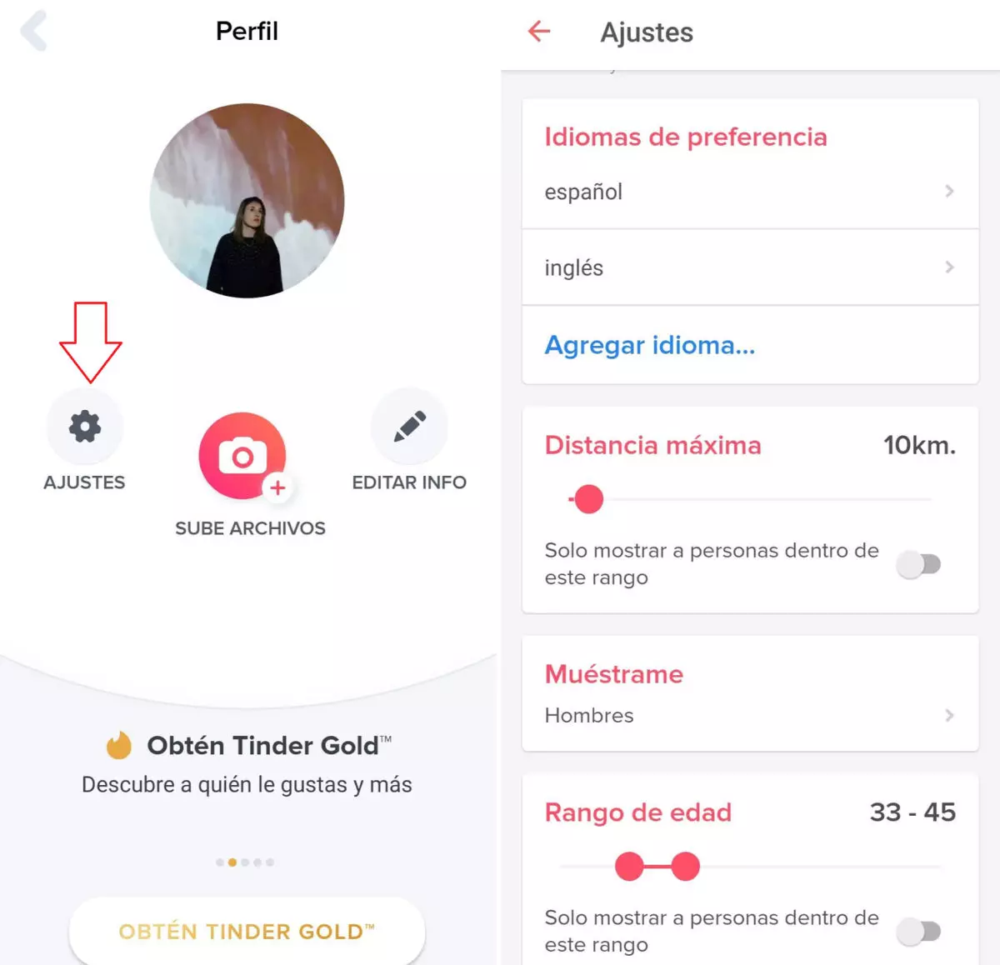 Perfil
AJUSTES
EDITAR INFO
SUBE ARCHIVOS
Obtén Tinder Gold™
Descubre a quién le gustas y más
OBTÉN TINDER GOLD™
Ajustes
Idiomas de preferencia
español
inglés
Agregar idioma...
Distancia máxima 10km.
Solo mostrar a personas dentro de
este rango
Muéstrame
Hombres
Rango de edad 33 - 45
Solo mostrar a personas dentro de
este rango